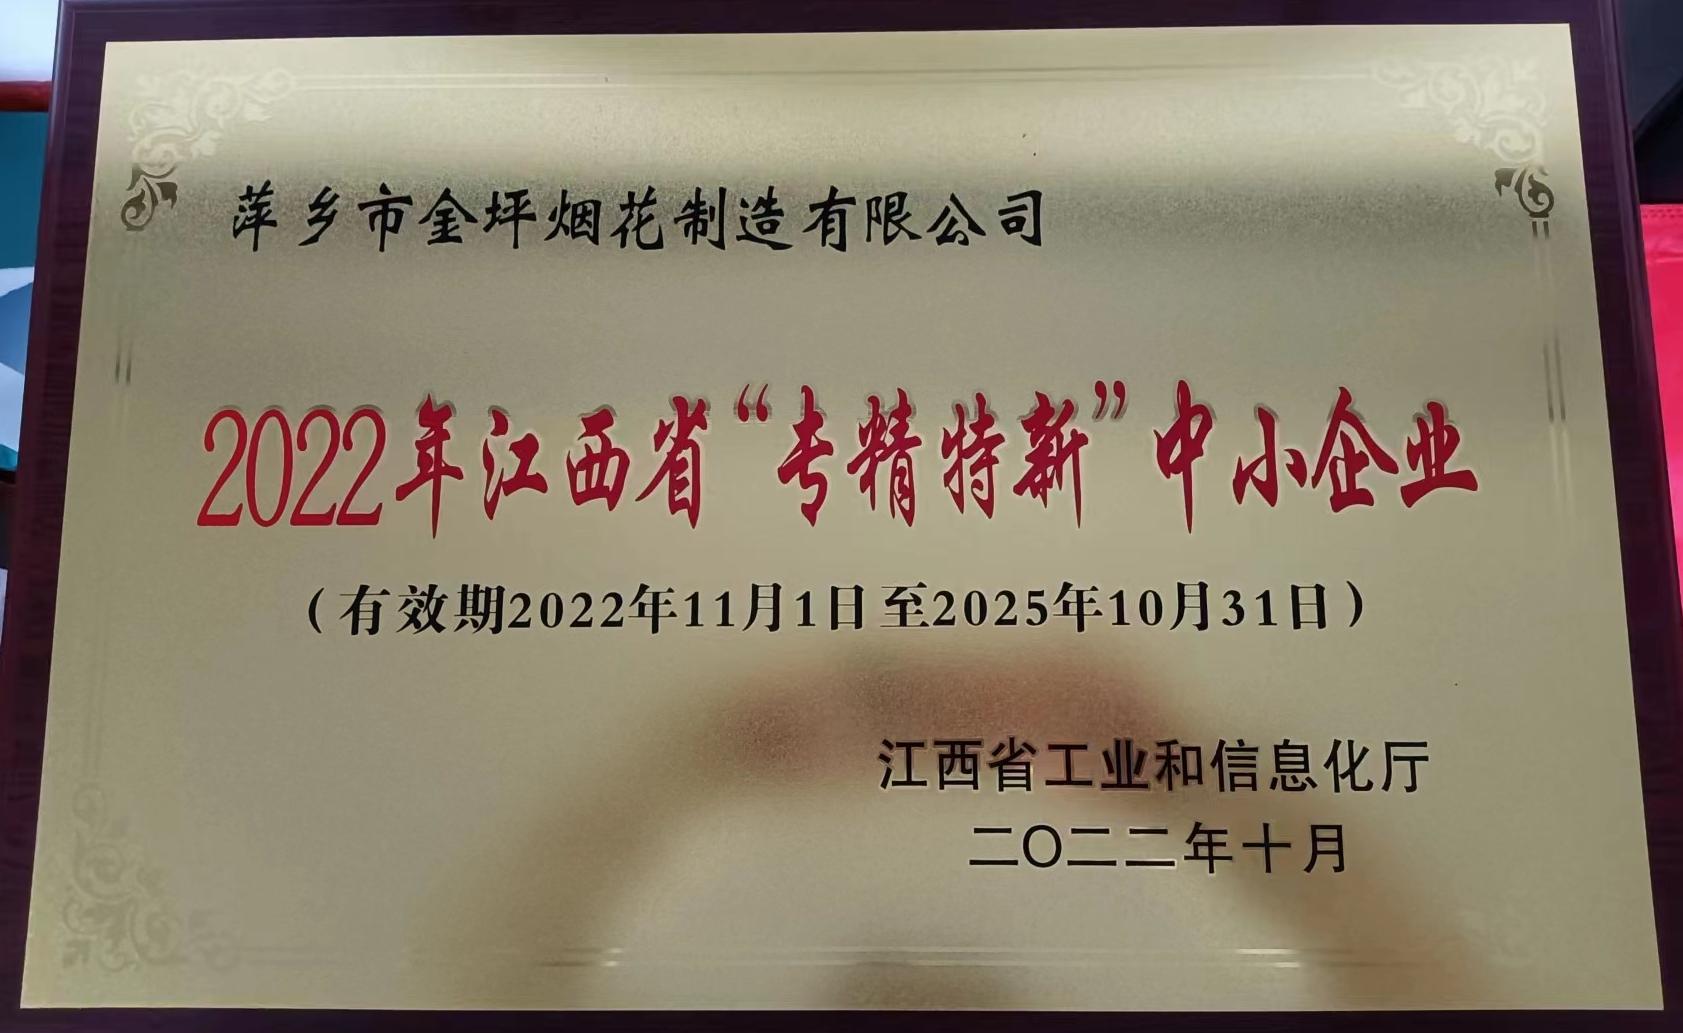 萍乡市金坪烟花制造有限公司
2022年江西省“专精特新”中小企业
（有效期2022年11月1日至2025年10月31日）
江西省工业和信息化厅
二〇二二年十月